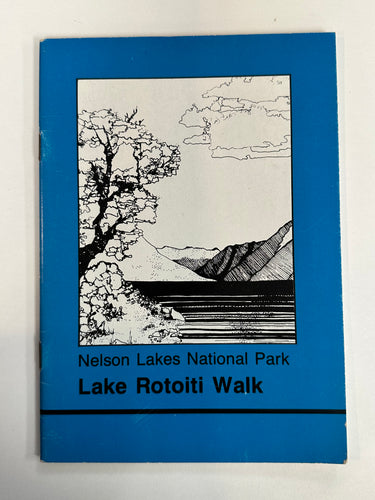 Nelson Lakes National Park
Lake Rotoiti Walk